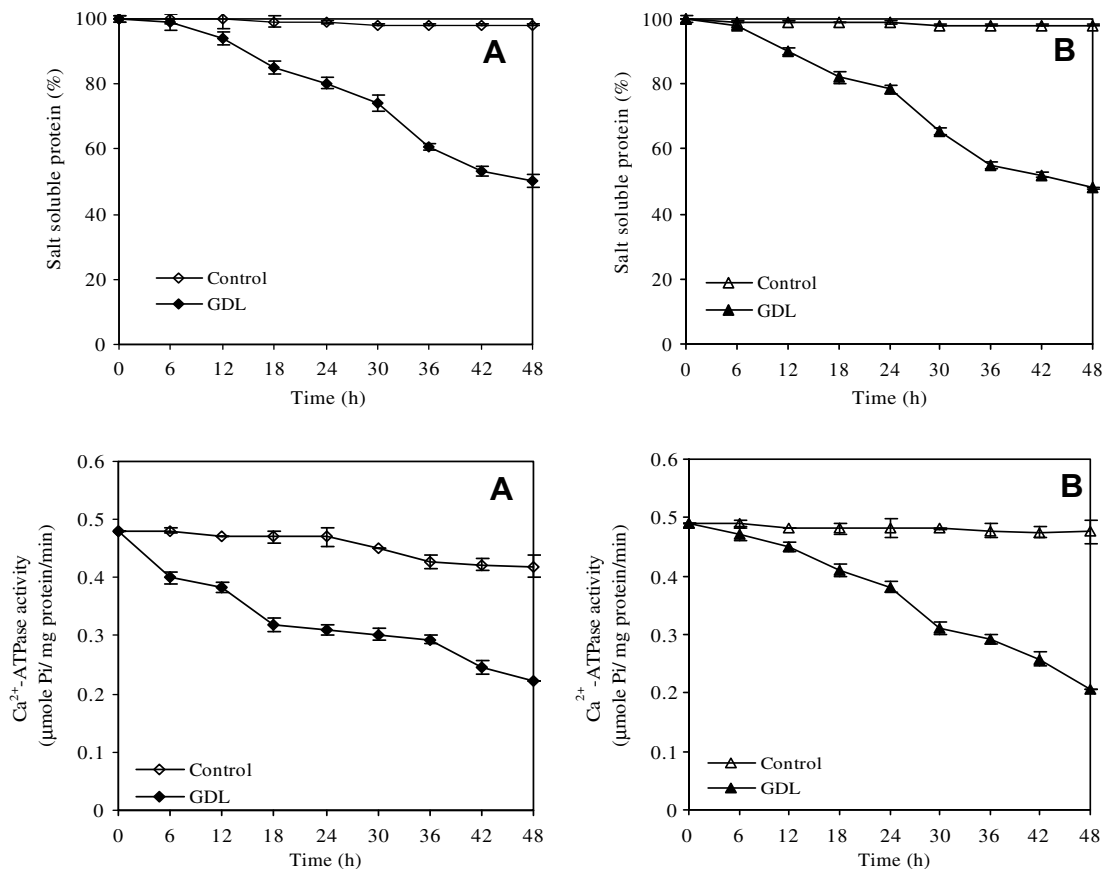 A
Salt soluble protein (%)
100
80
60
40
20
0
Control
GDL
0 6 12 18 24 30 36 42 48
Time (h)
B
Salt soluble protein (%)
100
80
60
40
20
0
Control
GDL
0 6 12 18 24 30 36 42 48
Time (h)
A
Ca²⁺-ATPase activity
(μmole Pi/ mg protein/min)
0.6
0.5
0.4
0.3
0.2
0.1
0
Control
GDL
0 6 12 18 24 30 36 42 48
Time (h)
B
Ca²⁺-ATPase activity
(μmole Pi/ mg protein/min)
0.6
0.5
0.4
0.3
0.2
0.1
0
Control
GDL
0 6 12 18 24 30 36 42 48
Time (h)